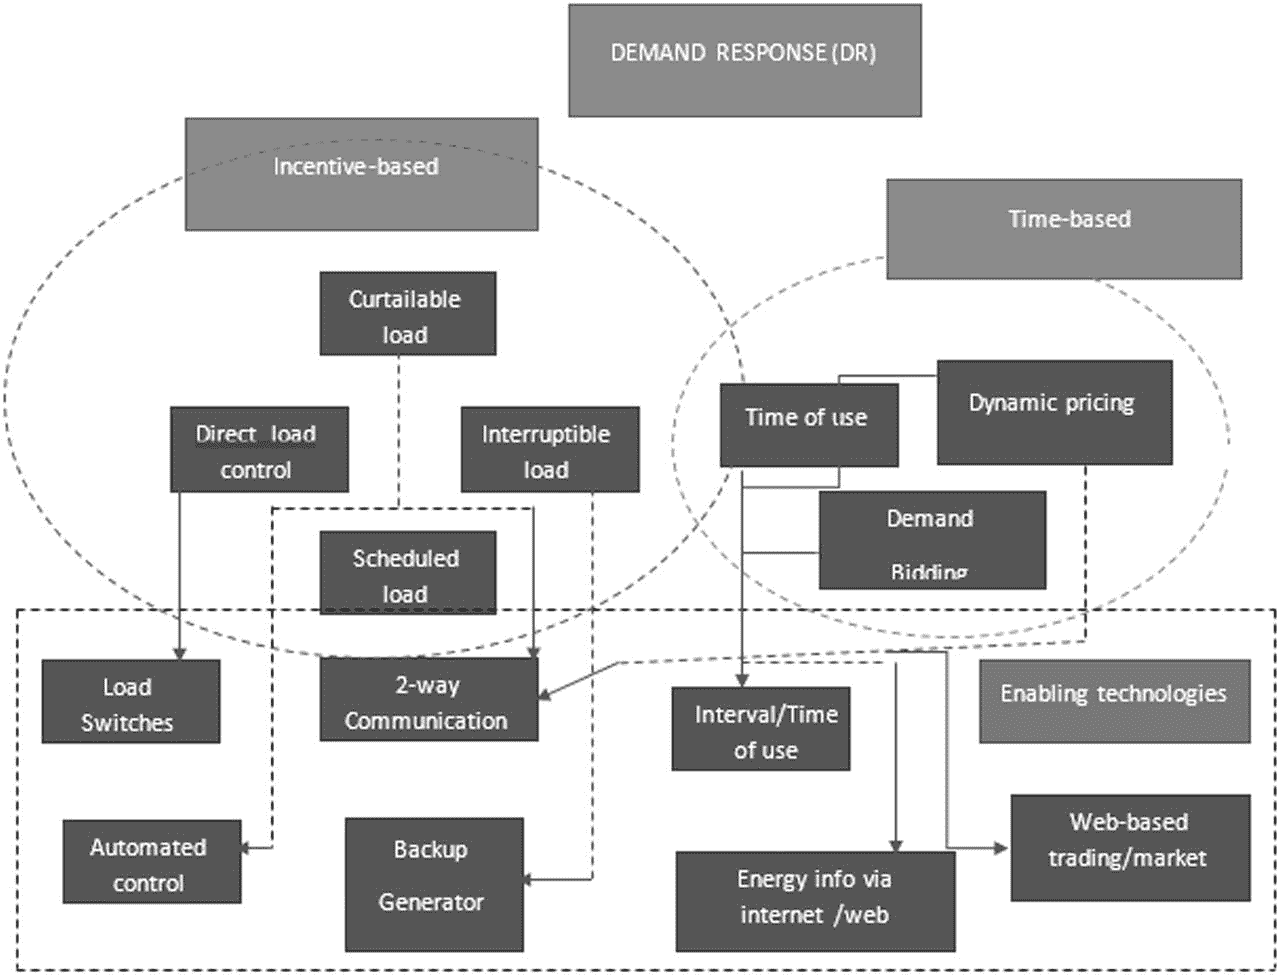 DEMAND RESPONSE (DR)
Incentive-based
Time-based
Curtailable
load
Direct load
control
Interruptible
load
Time of use
Dynamic pricing
Demand
Bidding
Scheduled
load
Load
Switches
2-way
Communication
Interval/Time
of use
Enabling technologies
Automated
control
Backup
Generator
Energy info via
internet /web
Web-based
trading/market